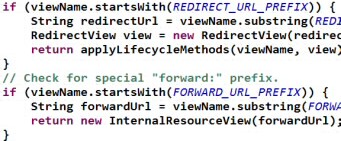 if (viewName.startsWith(REDIRECT_URL_PREFIX)) {
String redirectUrl = viewName.substring(
RedirectView view = new RedirectView(
return applyLifecycleMethods(viewName, view)
}
// Check for special "forward:" prefix.
if (viewName.startsWith(FORWARD_URL_PREFIX)) {
String forwardUrl = viewName.substring(
return new InternalResourceView(forwardUrl);
}